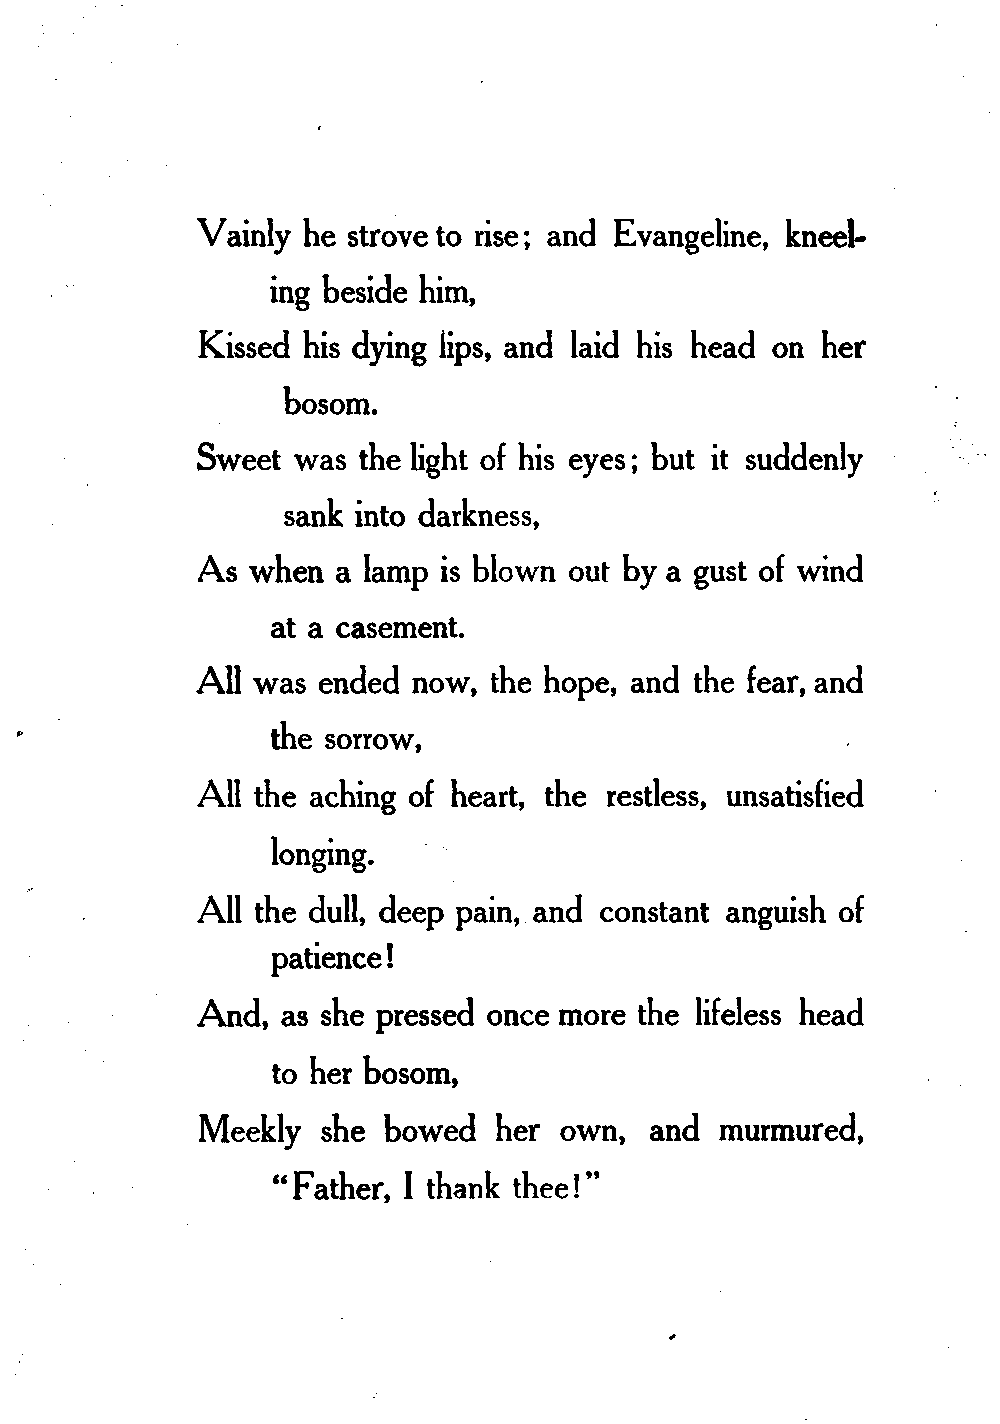 Vainly he strove to rise; and Evangeline, kneel-
ing beside him,
Kissed his dying lips, and laid his head on her
bosom.
Sweet was the light of his eyes; but it suddenly
sank into darkness,
As when a lamp is blown out by a gust of wind
at a casement.
All was ended now, the hope, and the fear, and
the sorrow,
All the aching of heart, the restless, unsatisfied
longing.
All the dull, deep pain, and constant anguish of
patience!
And, as she pressed once more the lifeless head
to her bosom,
Meekly she bowed her own, and murmured,
“Father, I thank thee!”